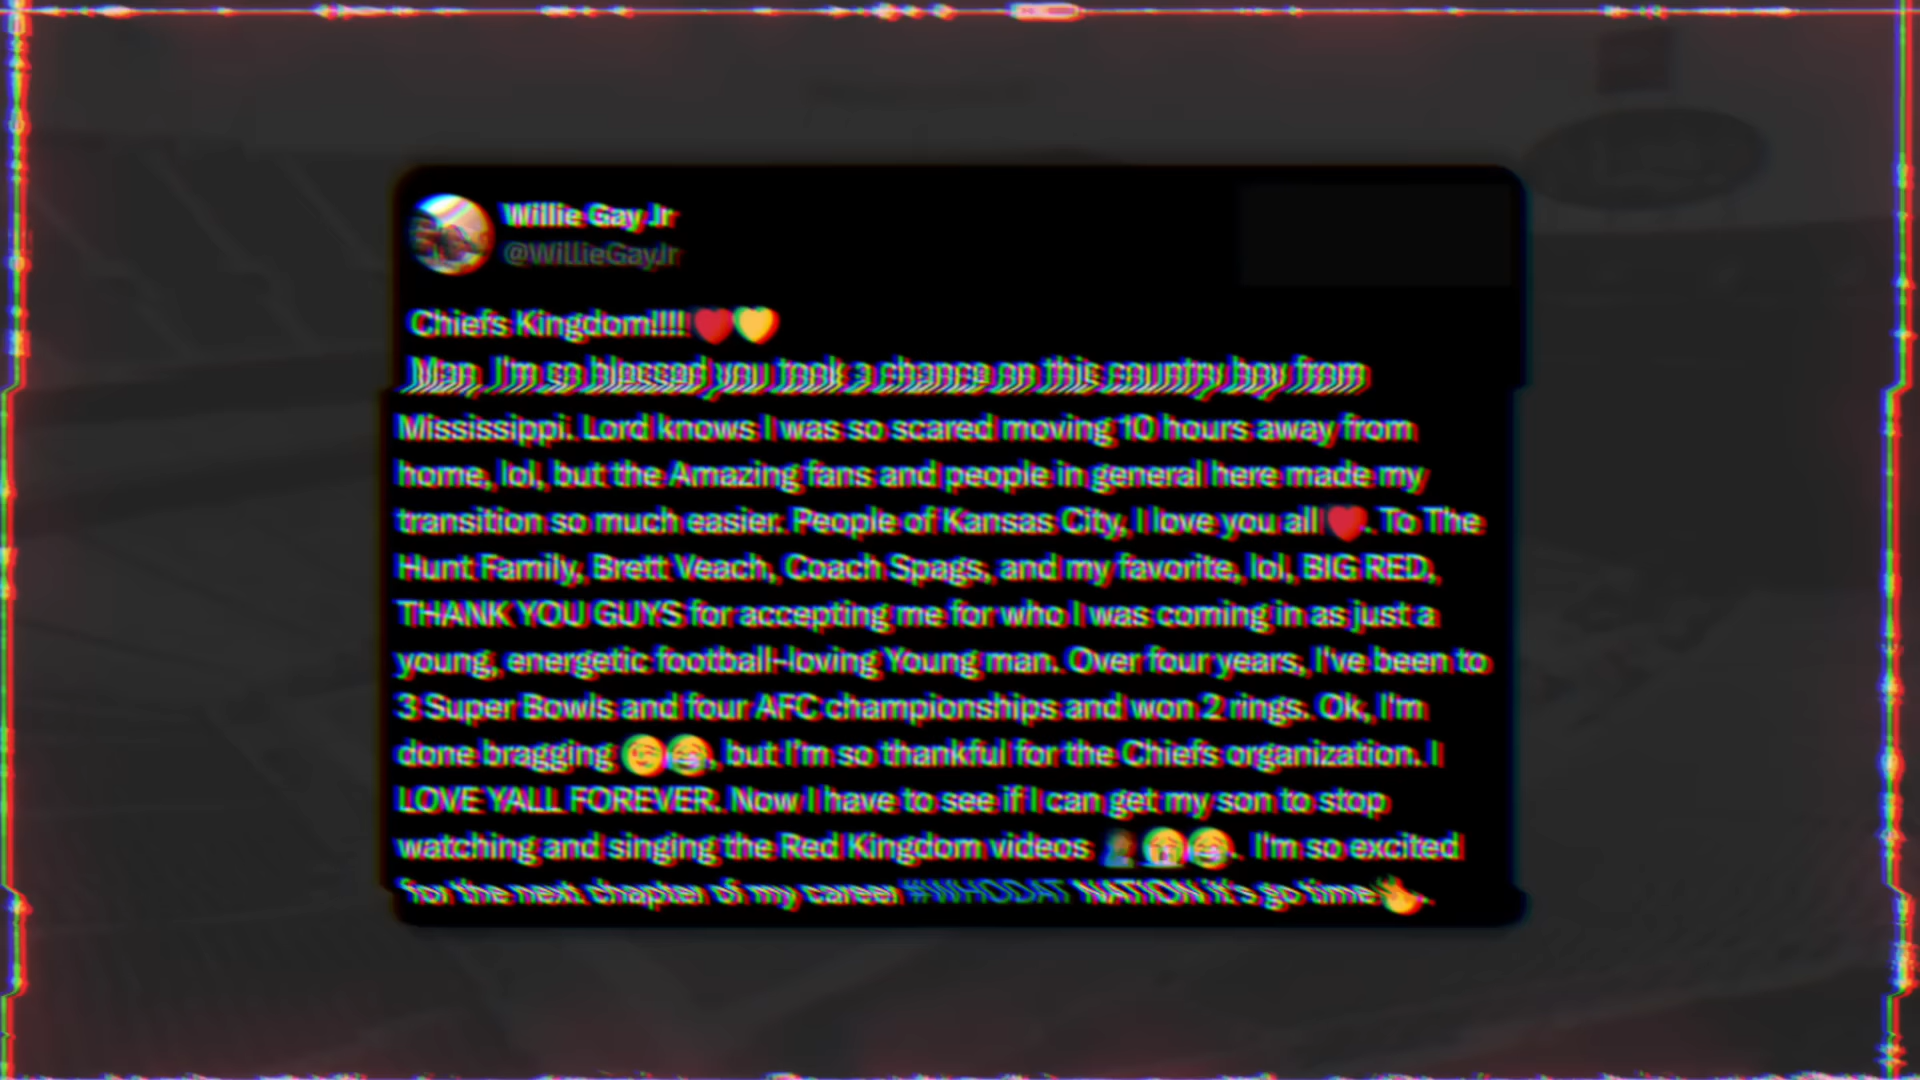 Willie Gay Jr
@WillieGayJr
Chiefs Kingdom!!!! ❤️💛
Man, I'm so blessed you took a chance on this country boy from
Mississippi. Lord knows I was so scared moving 10 hours away from
home, lol, but the Amazing fans and people in general here made my
transition so much easier. People of Kansas City, I love you all ❤️. To The
Hunt Family, Brett Veach, Coach Spags, and my favorite, lol, BIG RED,
THANK YOU GUYS for accepting me for who I was coming in as just a
young, energetic football-loving Young man. Over four years, I've been to
3 Super Bowls and four AFC championships and won 2 rings. Ok, I'm
done bragging 😉😂, but I'm so thankful for the Chiefs organization. I
LOVE YALL FOREVER. Now I have to see if I can get my son to stop
watching and singing the Red Kingdom videos 🤦🏿‍♂️😭😂. I'm so excited
for the next chapter of my career #WHODAT NATION it's go time🔥.